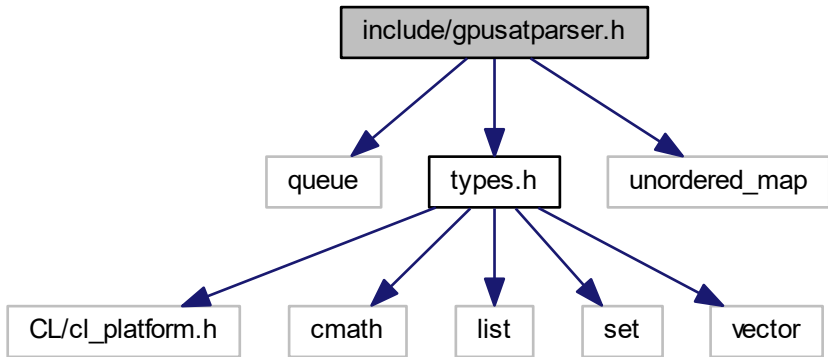 include/gpusatparser.h
queue
types.h
unordered_map
CL/cl_platform.h
cmath
list
set
vector